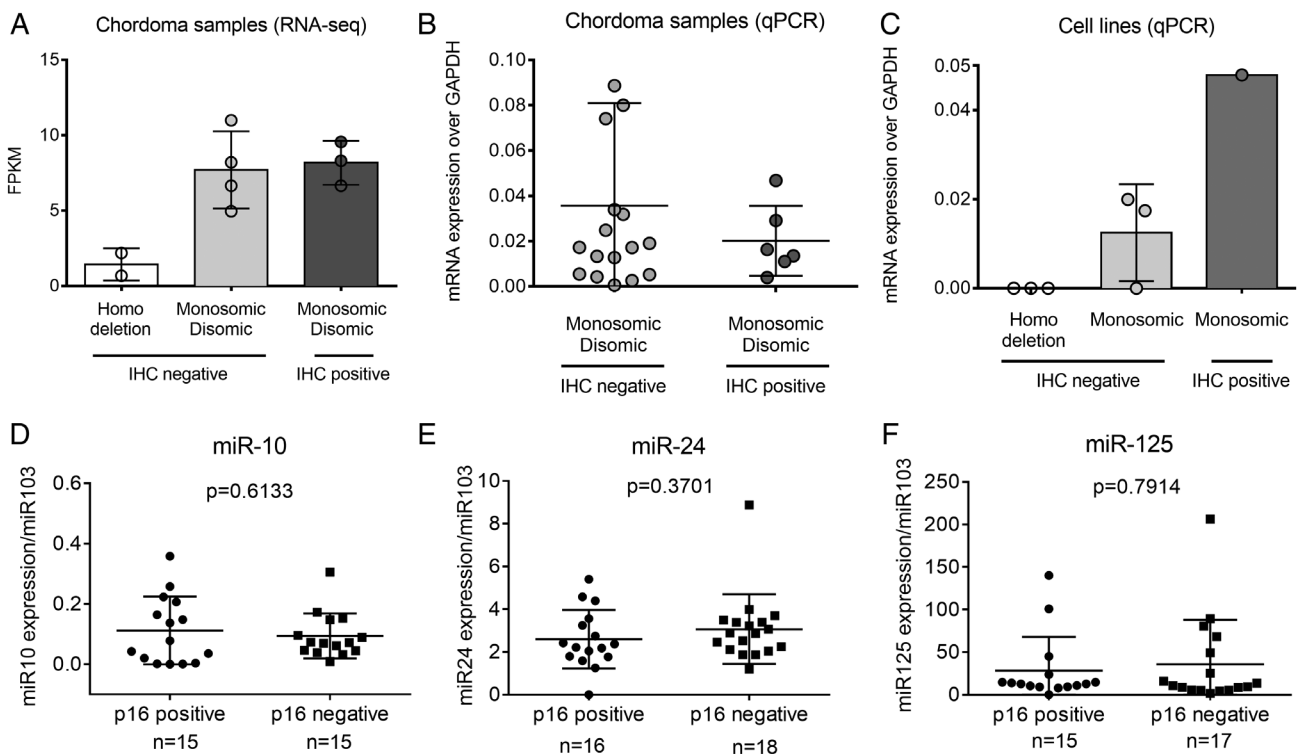 A
Chordoma samples (RNA-seq)
FPKM
15
10
5
0
Homo
deletion
Monosomic
Disomic
Monosomic
Disomic
IHC negative
IHC positive
B
Chordoma samples (qPCR)
mRNA expression over GAPDH
0.10
0.08
0.06
0.04
0.02
0.00
Monosomic
Disomic
Monosomic
Disomic
IHC negative
IHC positive
C
Cell lines (qPCR)
mRNA expression over GAPDH
0.05
0.04
0.02
0.00
Homo
deletion
Monosomic
Monosomic
IHC negative
IHC positive
D
miR-10
p=0.6133
miR10 expression/miR103
0.6
0.4
0.2
0.0
p16 positive
p16 negative
n=15
n=15
E
miR-24
p=0.3701
miR24 expression/miR103
10
8
6
4
2
0
p16 positive
p16 negative
n=16
n=18
F
miR-125
p=0.7914
miR125 expression/miR103
250
200
150
100
50
0
p16 positive
p16 negative
n=15
n=17